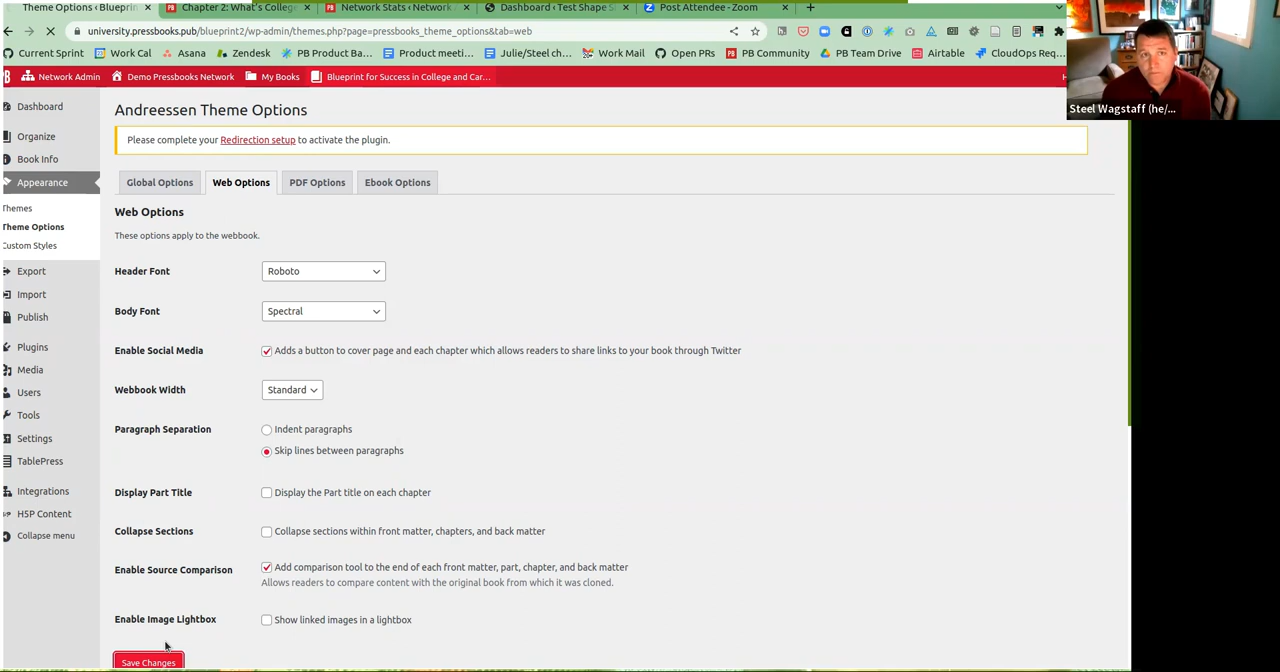 Theme Options ‹ Blueprin
Chapter 2: What's Colleg
Network Stats ‹ Network A
Dashboard ‹ Test Shape S
Post Attendee - Zoom
university.pressbooks.pub/blueprint2/wp-admin/themes.php?page=pressbooks_theme_options&tab=web
Current Sprint
Work Cal
Asana
Zendesk
PB Product Ba...
Product meeti...
Julie/Steel ch...
Work Mail
Open PRs
PB Community
PB Team Drive
Airtable
CloudOps Req...
Network Admin
Demo Pressbooks Network
My Books
Blueprint for Success in College and Car...
Steel Wagstaff (he/...
Dashboard
Organize
Book Info
Appearance
Themes
Theme Options
Custom Styles
Export
Import
Publish
Plugins
Media
Users
Tools
Settings
TablePress
Integrations
H5P Content
Collapse menu
Andreessen Theme Options
Please complete your Redirection setup to activate the plugin.
Global Options
Web Options
PDF Options
Ebook Options
Web Options
These options apply to the webbook.
Header Font
Roboto
Body Font
Spectral
Enable Social Media
Adds a button to cover page and each chapter which allows readers to share links to your book through Twitter
Webbook Width
Standard
Paragraph Separation
Indent paragraphs
Skip lines between paragraphs
Display Part Title
Display the Part title on each chapter
Collapse Sections
Collapse sections within front matter, chapters, and back matter
Enable Source Comparison
Add comparison tool to the end of each front matter, part, chapter, and back matter
Allows readers to compare content with the original book from which it was cloned.
Enable Image Lightbox
Show linked images in a lightbox
Save Changes